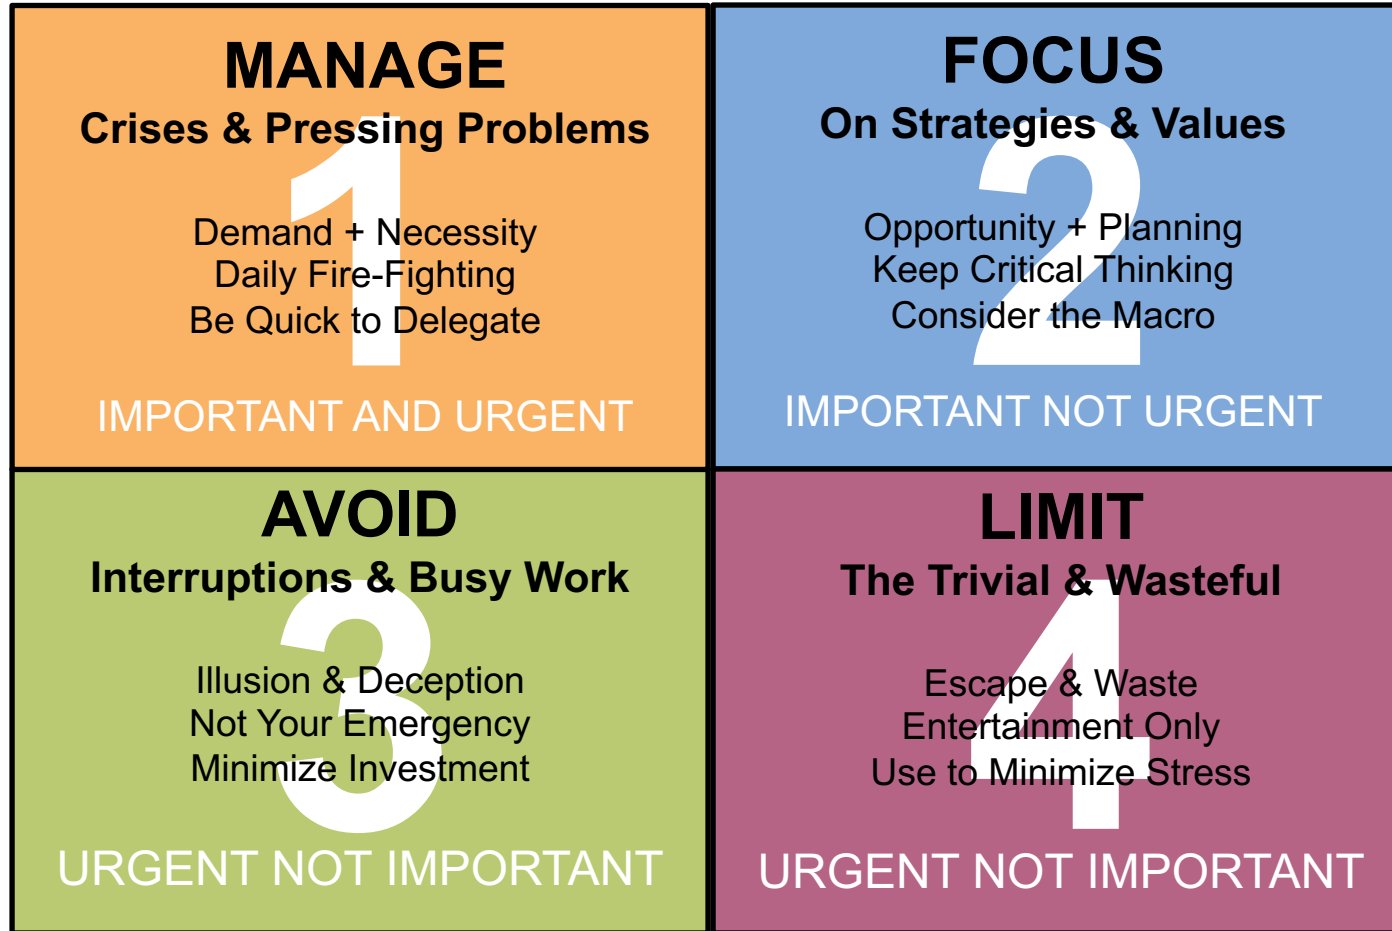 MANAGE
Crises & Pressing Problems
1
Demand + Necessity
Daily Fire-Fighting
Be Quick to Delegate
IMPORTANT AND URGENT
FOCUS
On Strategies & Values
2
Opportunity + Planning
Keep Critical Thinking
Consider the Macro
IMPORTANT NOT URGENT
AVOID
Interruptions & Busy Work
3
Illusion & Deception
Not Your Emergency
Minimize Investment
URGENT NOT IMPORTANT
LIMIT
The Trivial & Wasteful
4
Escape & Waste
Entertainment Only
Use to Minimize Stress
URGENT NOT IMPORTANT